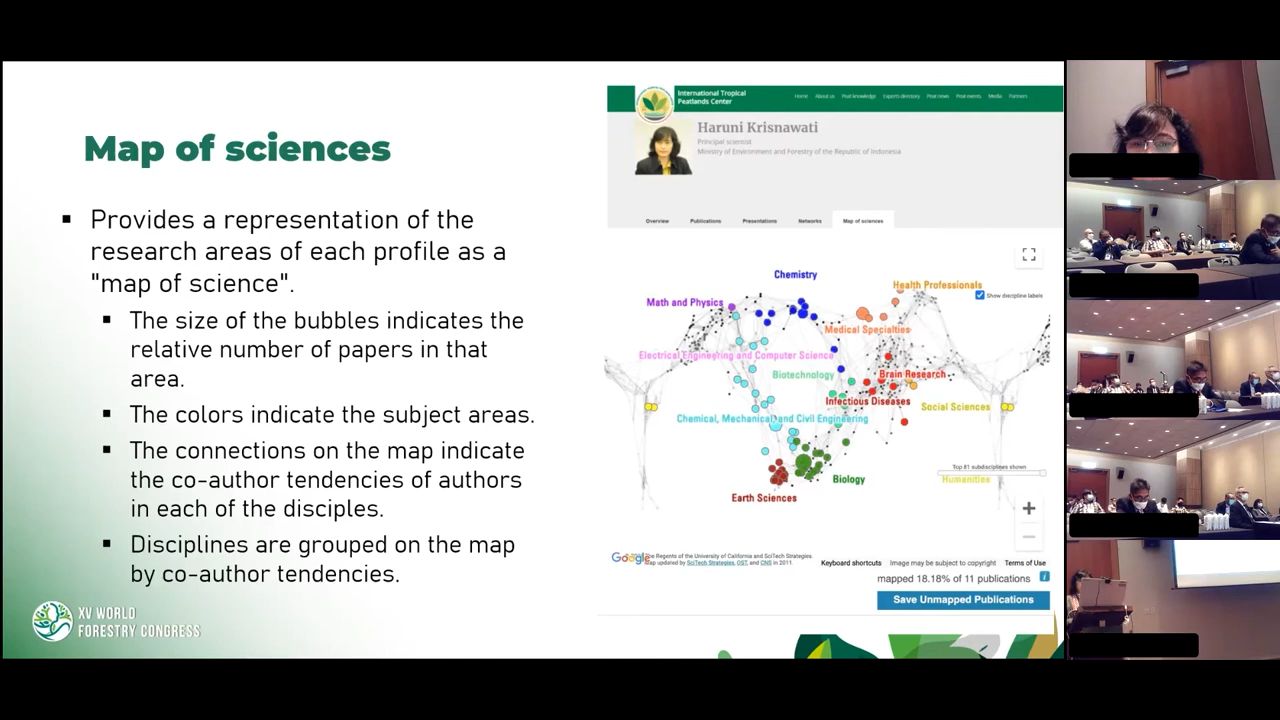 Map of sciences
▪ Provides a representation of the
research areas of each profile as a
"map of science".
▪ The size of the bubbles indicates the
relative number of papers in that
area.
▪ The colors indicate the subject areas.
▪ The connections on the map indicate
the co-author tendencies of authors
in each of the disciples.
▪ Disciplines are grouped on the map
by co-author tendencies.
XV WORLD
FORESTRY CONGRESS
International Tropical
Peatlands Center
Home About us Peat knowledge Experts directory Peat news Peat events Media Partners
Haruni Krisnawati
Principal scientist
Ministry of Environment and Forestry of the Republic of Indonesia
Overview Publications Presentations Networks Map of sciences
Chemistry
Health Professionals
Show discipline labels
Math and Physics
Medical Specialties
Electrical Engineering and Computer Science
Biotechnology
Brain Research
Infectious Diseases
Social Sciences
Chemical, Mechanical, and Civil Engineering
Top 81 subdisciplines shown
Biology
Humanities
Earth Sciences
Google
The Regents of the University of California and SciTech Strategies.
Map updated by SciTech Strategies, OST, and CNS in 2011.
Keyboard shortcuts Image may be subject to copyright Terms of Use
mapped 18.18% of 11 publications
Save Unmapped Publications